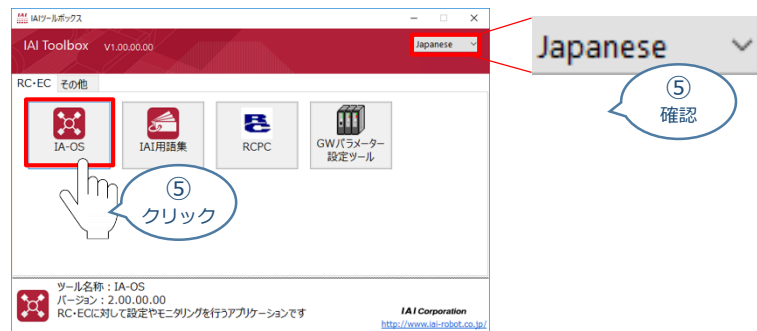 IAIツールボックス
IAI Toolbox V1.00.00.00
Japanese
RC・EC その他
IA-OS
IAI用語集
RCPC
GWパラメーター
設定ツール
⑤
クリック
Japanese
⑤
確認
ツール名称：IA-OS
バージョン：2.00.00.00
RC・ECに対して設定やモニタリングを行うアプリケーションです
IAI Corporation
http://www.iai-robot.co.jp/